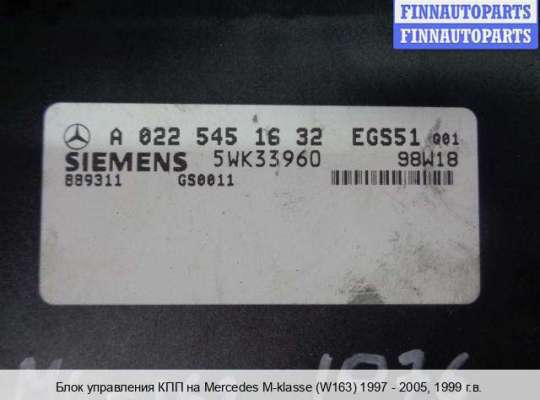 FINNAUTOPARTS
FINNAUTOPARTS
A 022 545 16 32 EGS51 Q01
SIEMENS 5WK33960 98W18
889311 GS0011
Блок управления КПП на Mercedes M-klasse (W163) 1997 - 2005, 1999 г.в.